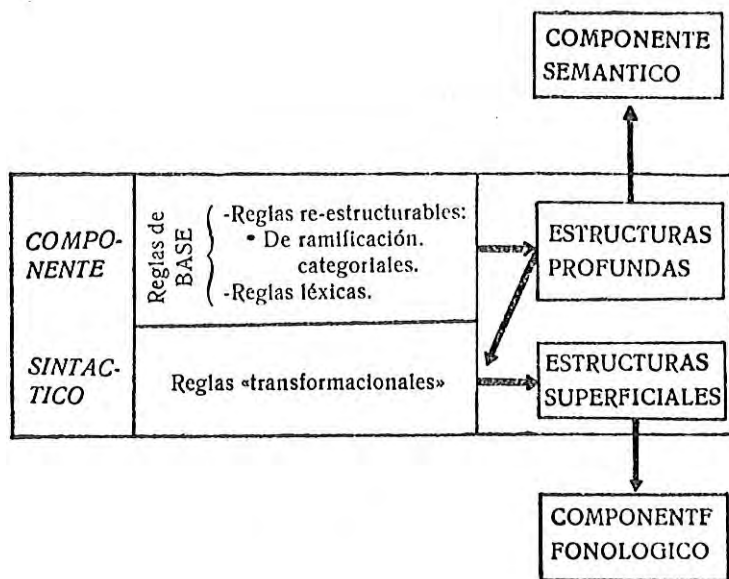 COMPONENTE
SEMANTICO
COMPO-
NENTE
Reglas de
BASE
-Reglas re-estructurables:
• De ramificación.
categoriales.
-Reglas léxicas.
ESTRUCTURAS
PROFUNDAS
SINTAC-
TICO
Reglas «transformacionales»
ESTRUCTURAS
SUPERFICIALES
COMPONENTF
FONOLOGICO